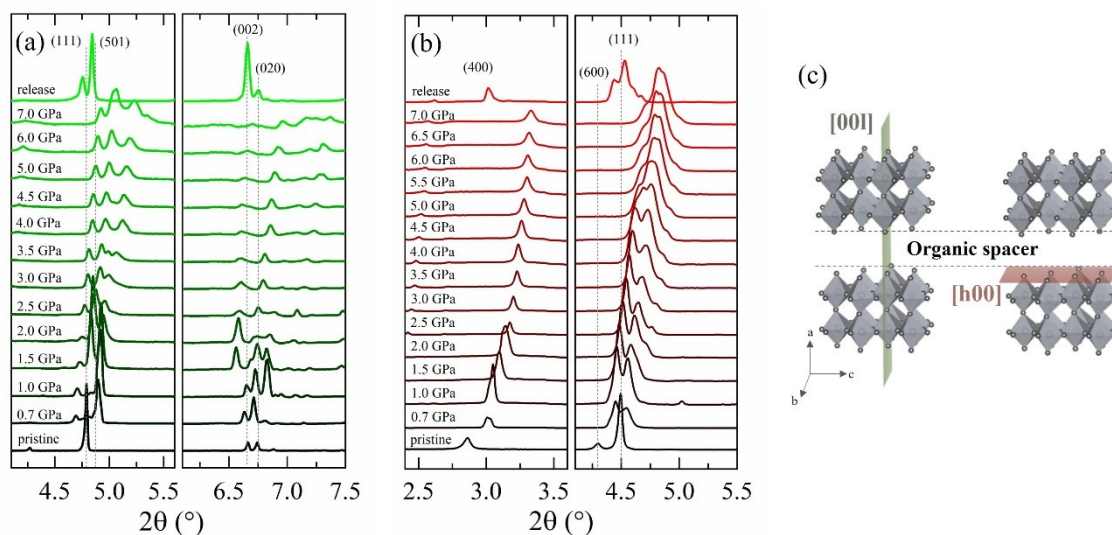 (a)
(111)
(501)
(002)
(020)
release
7.0 GPa
6.0 GPa
5.0 GPa
4.5 GPa
4.0 GPa
3.5 GPa
3.0 GPa
2.5 GPa
2.0 GPa
1.5 GPa
1.0 GPa
0.7 GPa
pristine
4.5 5.0 5.5 6.5 7.0 7.5
2θ (°) 2θ (°)
(b)
(400)
(600)
(111)
release
7.0 GPa
6.5 GPa
6.0 GPa
5.5 GPa
5.0 GPa
4.5 GPa
4.0 GPa
3.5 GPa
3.0 GPa
2.5 GPa
2.0 GPa
1.5 GPa
1.0 GPa
0.7 GPa
pristine
2.5 3.0 3.5 4.5 5.0 5.5
2θ (°) 2θ (°)
(c)
[00l]
Organic spacer
[h00]
a
c
b